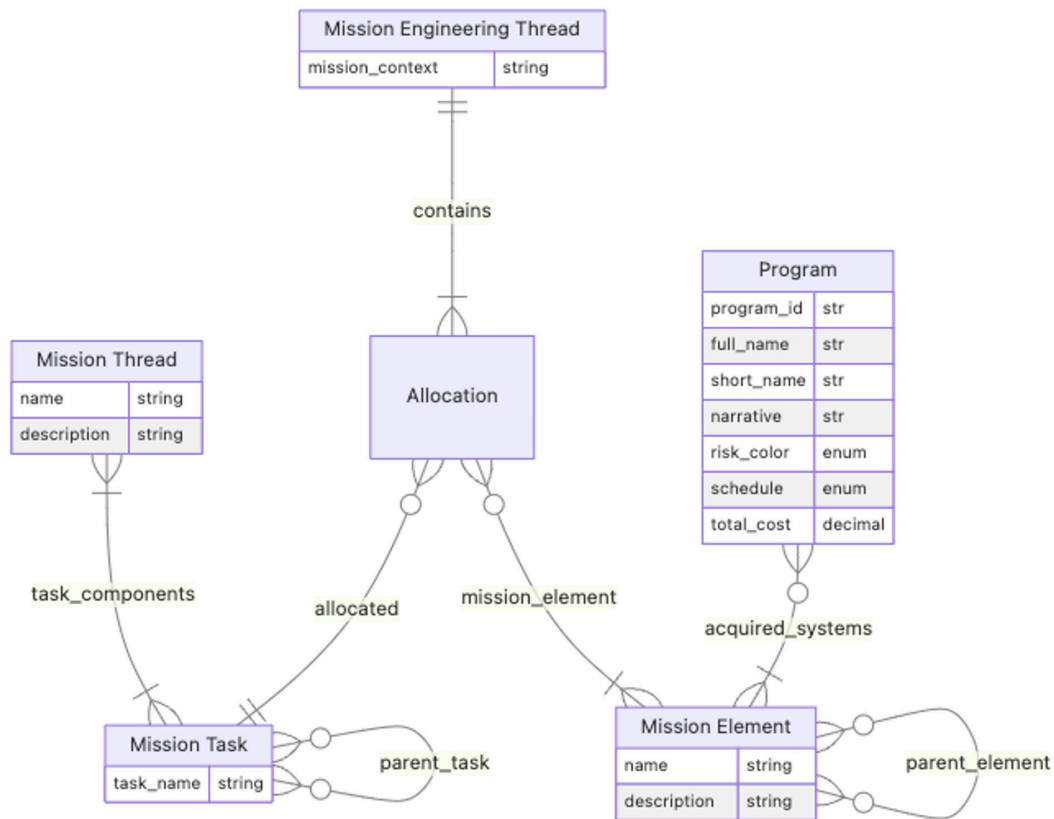 Mission Engineering Thread
mission_context string
contains
Program
program_id str
full_name str
short_name str
narrative str
risk_color enum
schedule enum
total_cost decimal
Mission Thread
name string
description string
Allocation
task_components
allocated
mission_element
acquired_systems
Mission Task
task_name string
parent_task
Mission Element
name string
description string
parent_element